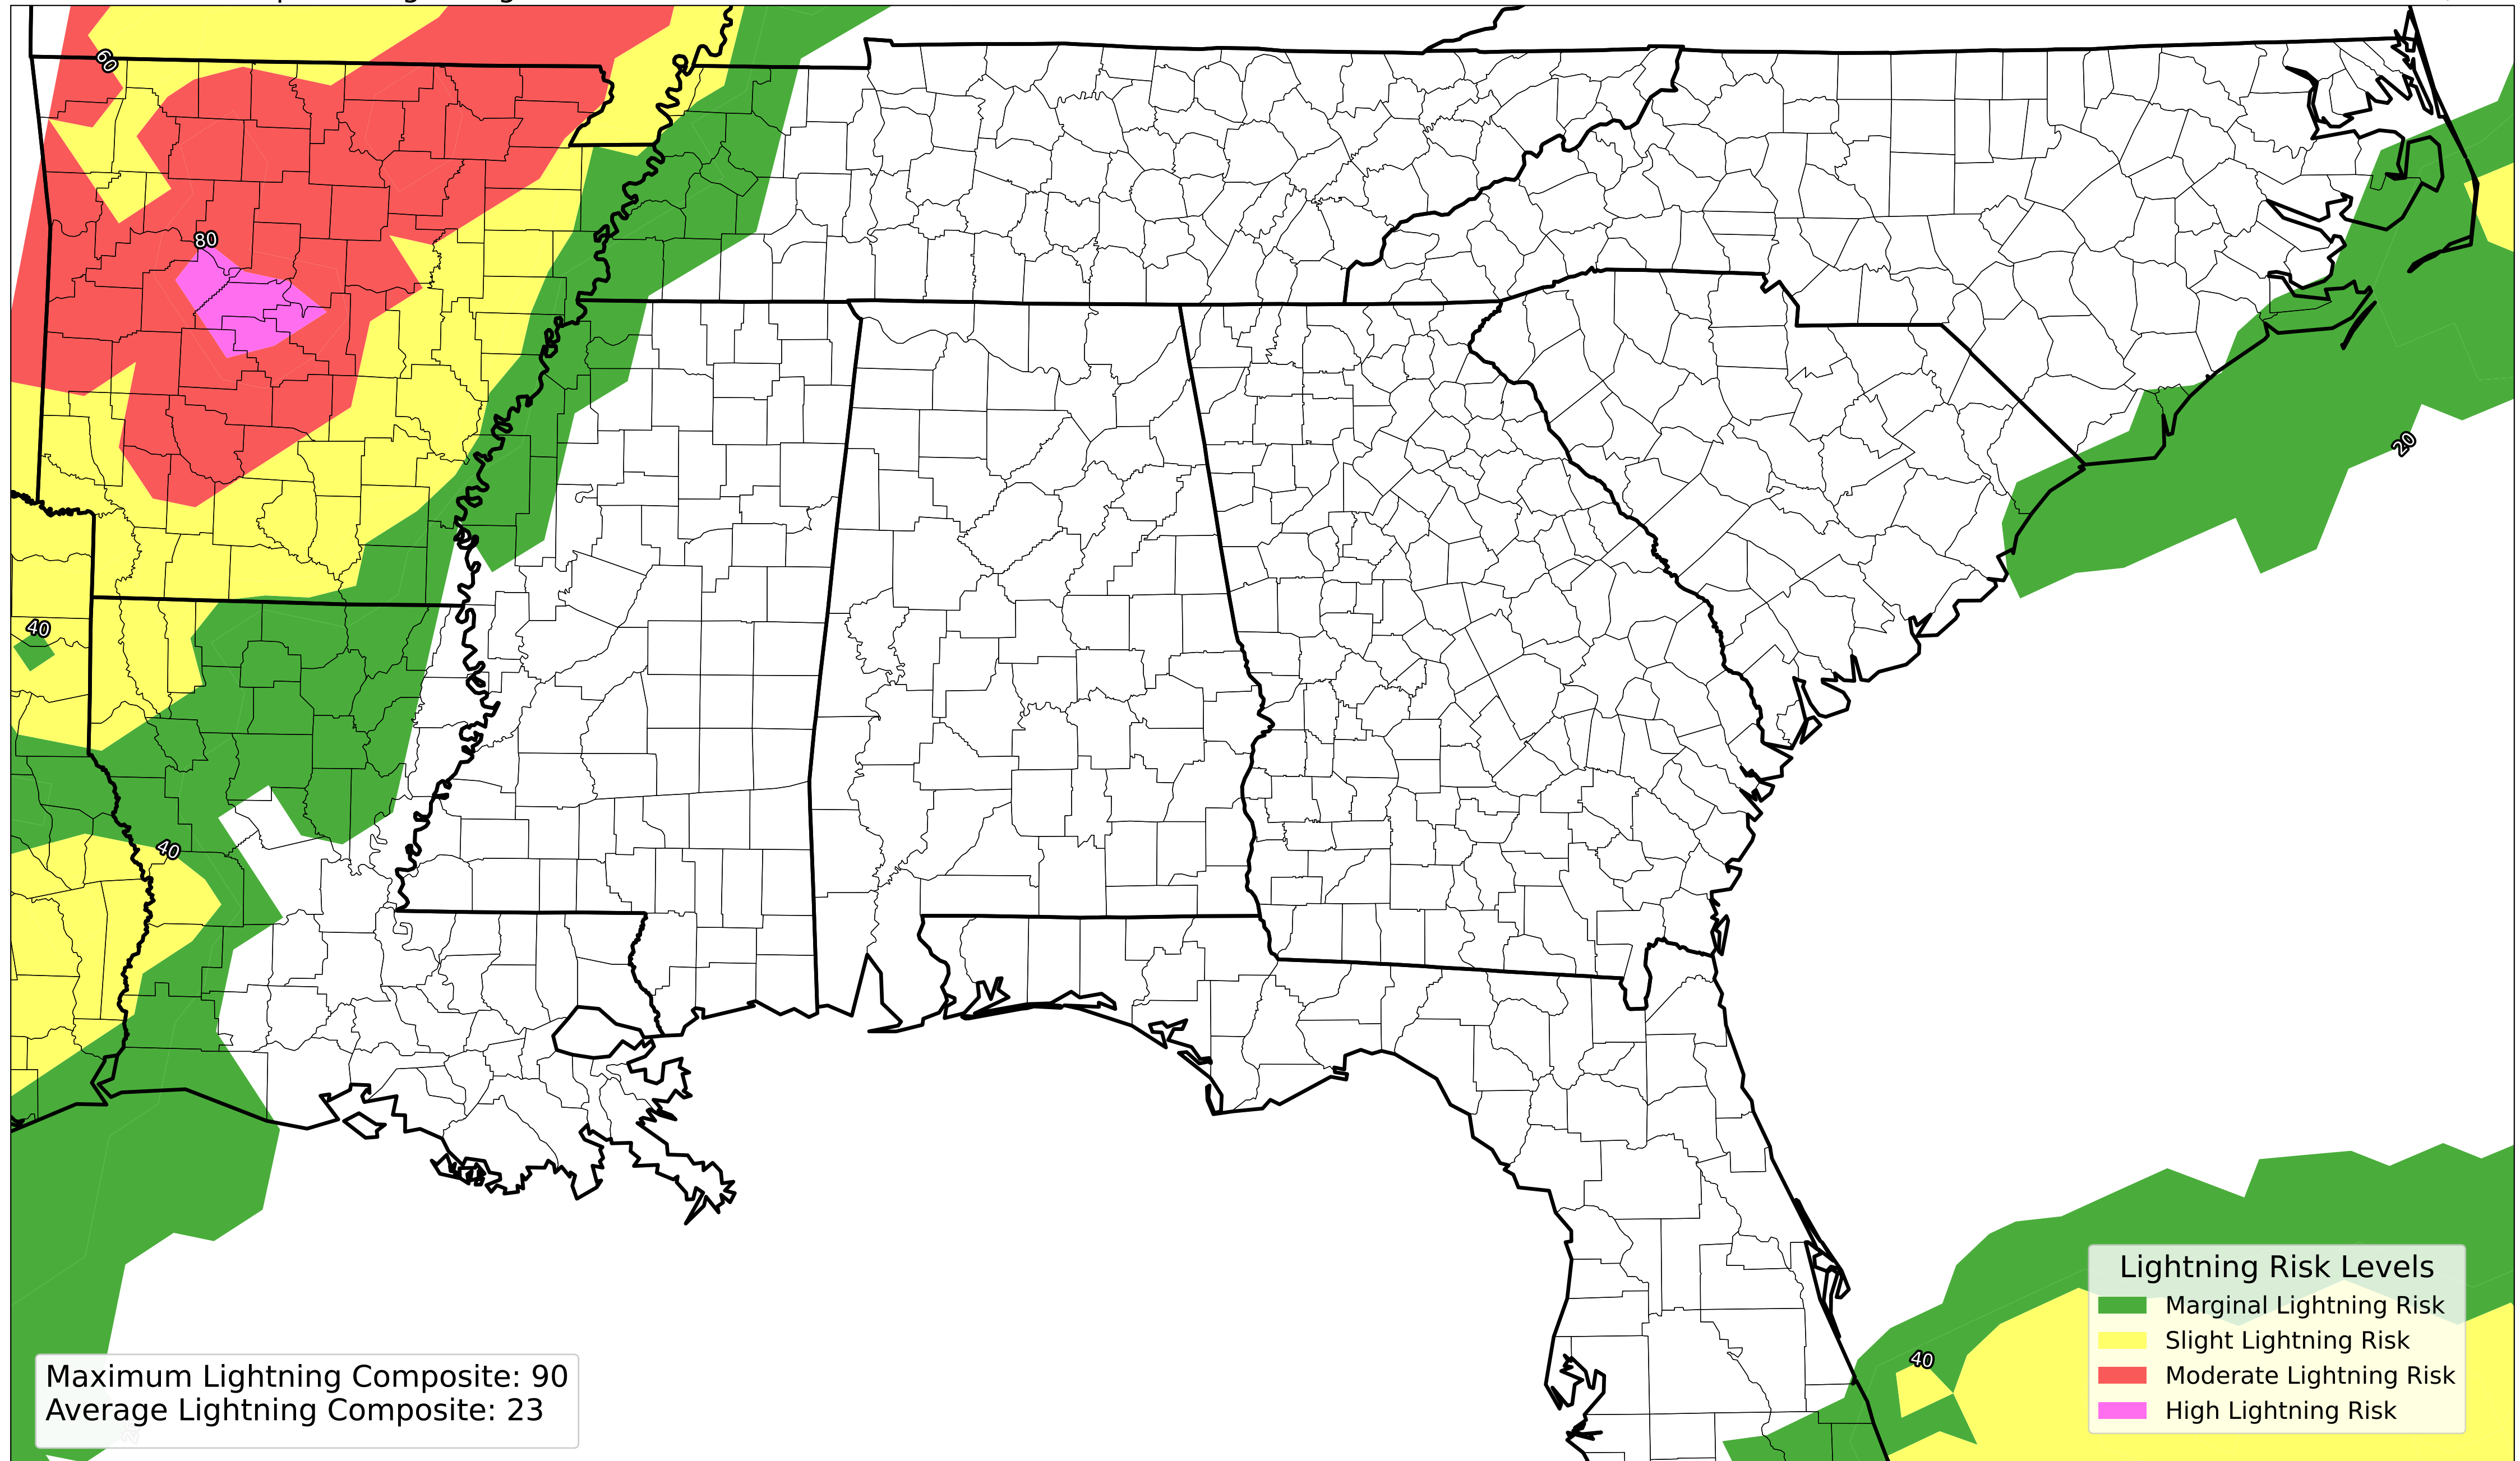 60
80
20
40
40
40
Maximum Lightning Composite: 90
Average Lightning Composite: 23
Lightning Risk Levels
Marginal Lightning Risk
Slight Lightning Risk
Moderate Lightning Risk
High Lightning Risk